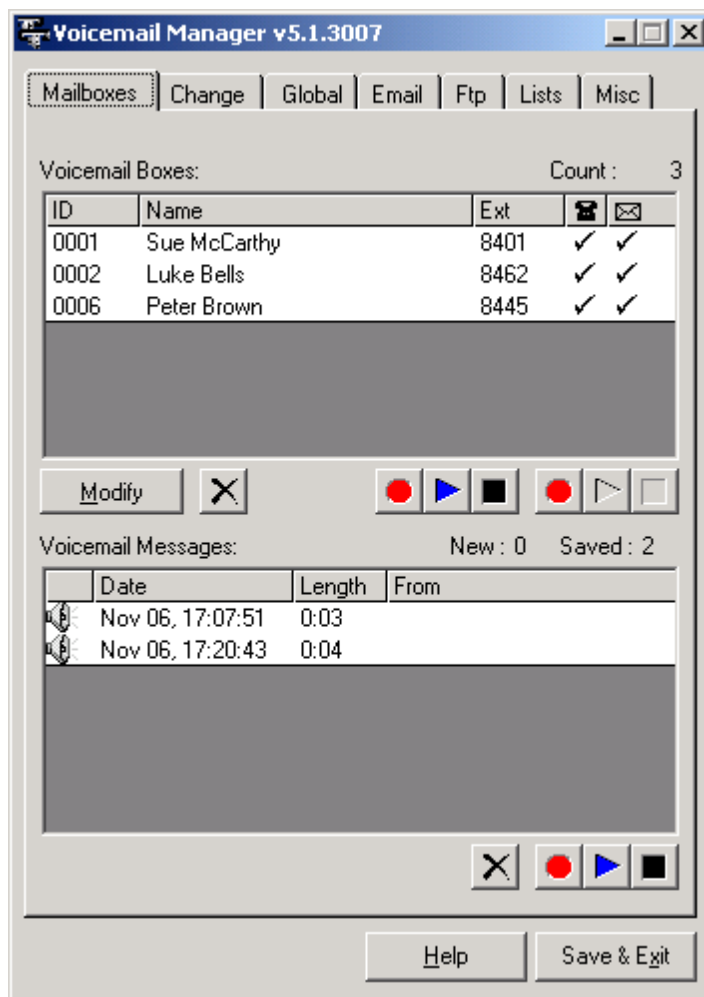 Voicemail Manager v5.1.3007
Mailboxes Change Global Email Ftp Lists Misc
Voicemail Boxes: Count : 3
ID Name Ext
0001 Sue McCarthy 8401
0002 Luke Bells 8462
0006 Peter Brown 8445
Modify
Voicemail Messages: New : 0 Saved : 2
Date Length From
Nov 06, 17:07:51 0:03
Nov 06, 17:20:43 0:04
Help Save & Exit